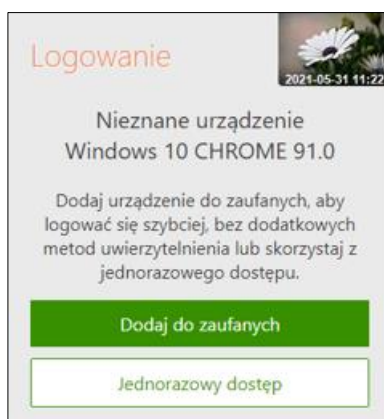 Logowanie
2021-05-31 11:22
Nieznane urządzenie
Windows 10 CHROME 91.0
Dodaj urządzenie do zaufanych, aby
logować się szybciej, bez dodatkowych
metod uwierzytelnienia lub skorzystaj z
jednorazowego dostępu.
Dodaj do zaufanych
Jednorazowy dostęp